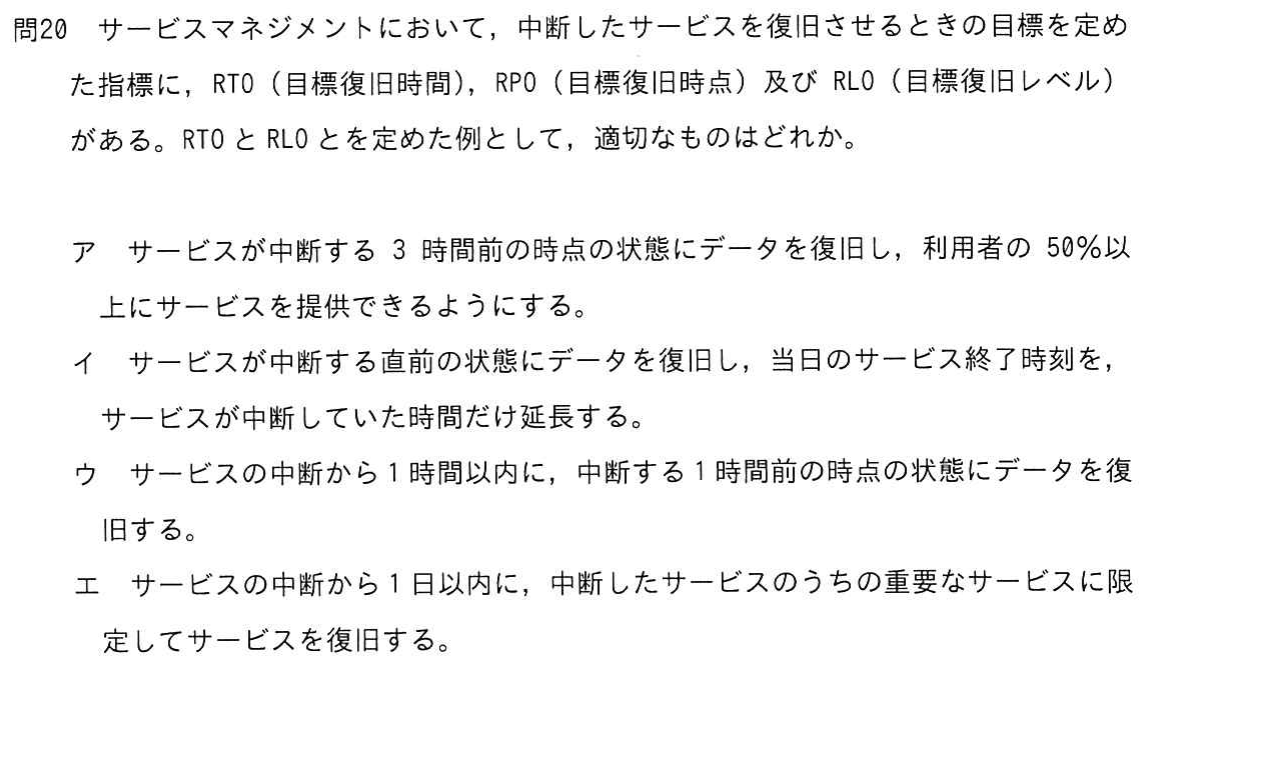 問20　サービスマネジメントにおいて，中断したサービスを復旧させるときの目標を定め
た指標に，RTO（目標復旧時間），RPO（目標復旧時点）及び RLO（目標復旧レベル）
がある。RTO と RLO とを定めた例として，適切なものはどれか。
ア　サービスが中断する 3 時間前の時点の状態にデータを復旧し，利用者の 50％以
上にサービスを提供できるようにする。
イ　サービスが中断する直前の状態にデータを復旧し，当日のサービス終了時刻を，
サービスが中断していた時間だけ延長する。
ウ　サービスの中断から 1 時間以内に，中断する 1 時間前の時点の状態にデータを復
旧する。
エ　サービスの中断から 1 日以内に，中断したサービスのうちの重要なサービスに限
定してサービスを復旧する。